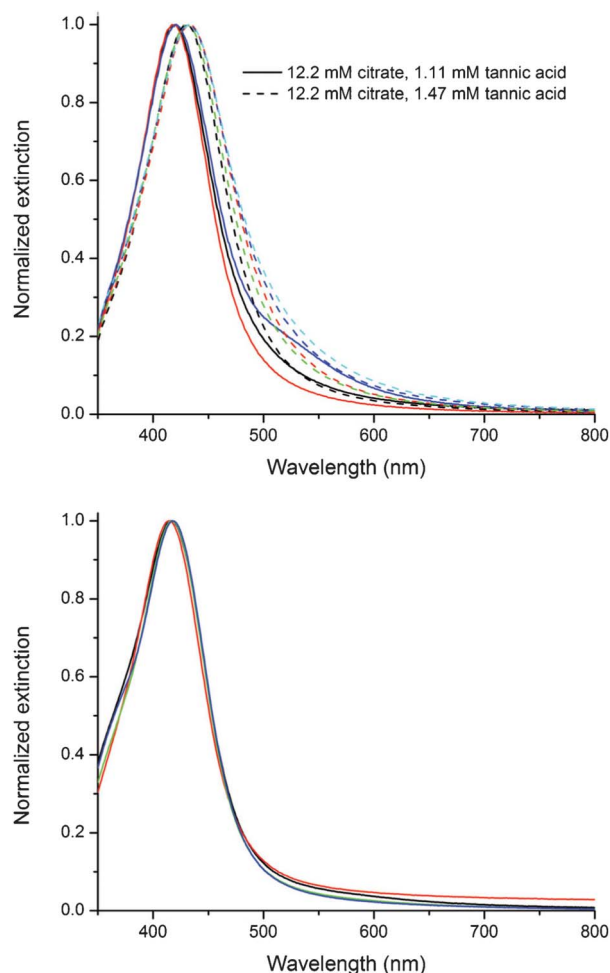 1.0
12.2 mM citrate, 1.11 mM tannic acid
12.2 mM citrate, 1.47 mM tannic acid
0.8
0.6
0.4
0.2
0.0
Normalized extinction
400 500 600 700 800
Wavelength (nm)
1.0
0.8
0.6
0.4
0.2
0.0
Normalized extinction
400 500 600 700 800
Wavelength (nm)